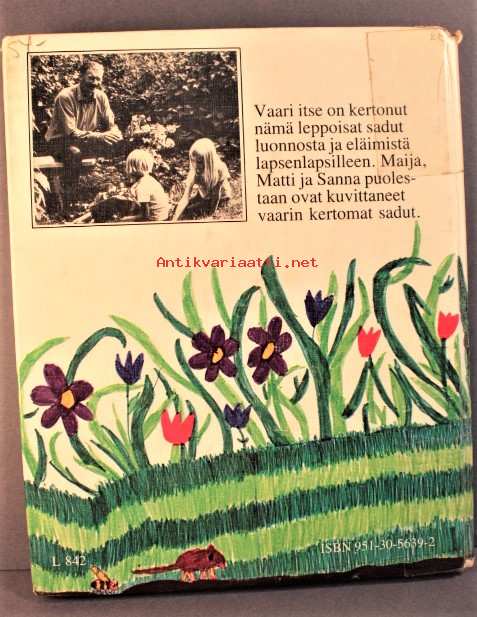 Vaari itse on kertonut
nämä leppoisat sadut
luonnosta ja eläimistä
lapsenlapsilleen. Maija,
Matti ja Sanna puoles-
taan ovat kuvittaneet
vaarin kertomat sadut.
Antikvariaatti.net
L 842
ISBN 951-30-5639-2